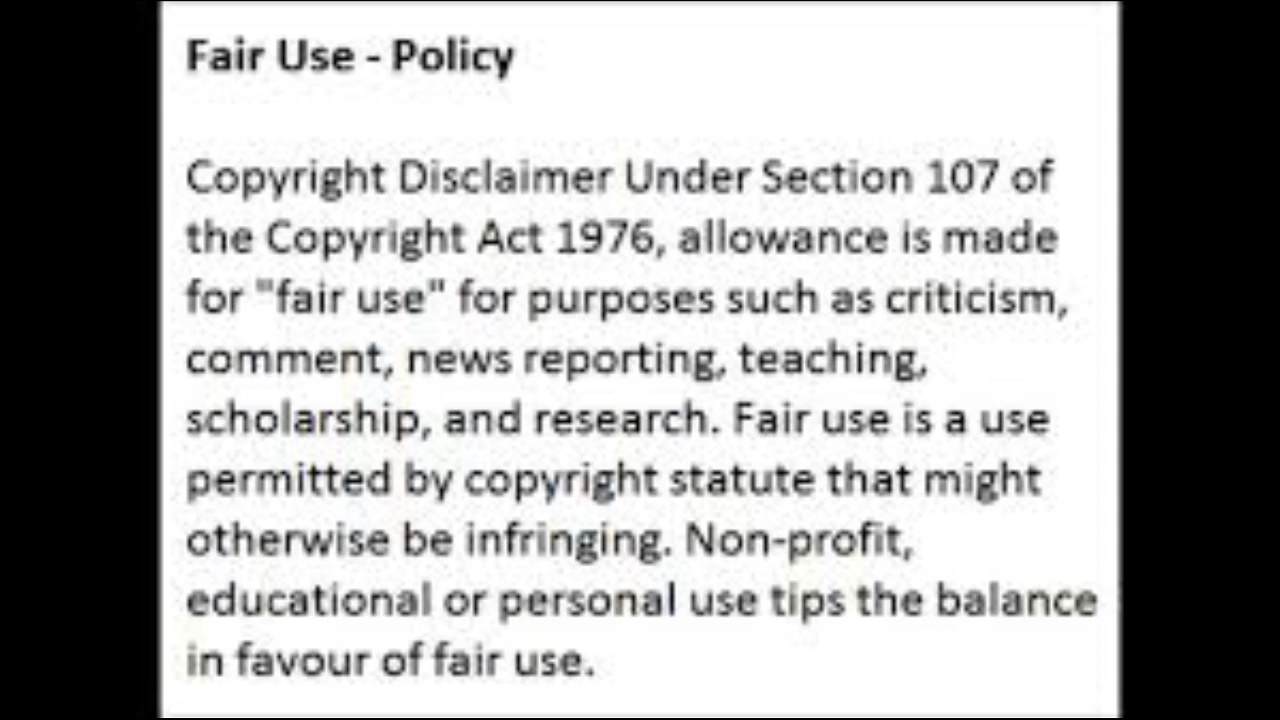 Fair Use - Policy
Copyright Disclaimer Under Section 107 of
the Copyright Act 1976, allowance is made
for "fair use" for purposes such as criticism,
comment, news reporting, teaching,
scholarship, and research. Fair use is a use
permitted by copyright statute that might
otherwise be infringing. Non-profit,
educational or personal use tips the balance
in favour of fair use.